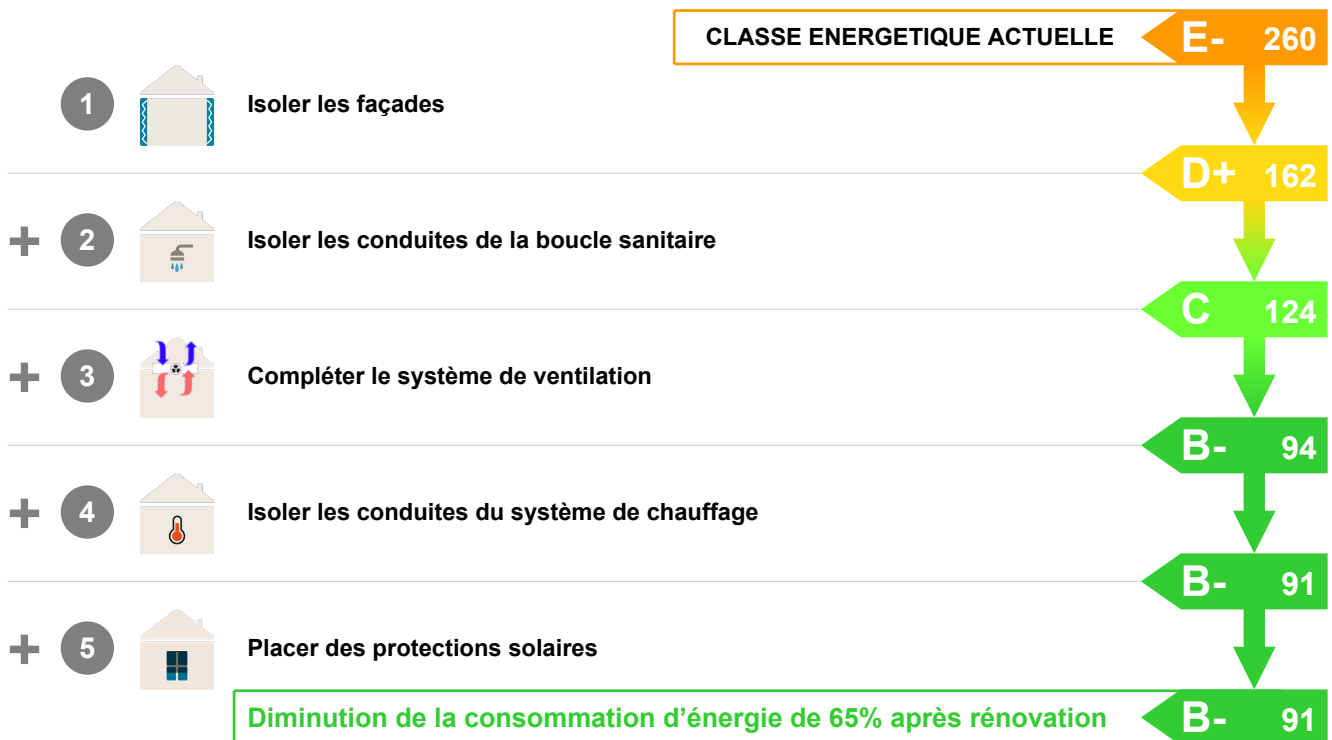 CLASSE ENERGETIQUE ACTUELLE E- 260
1 Isoler les façades
D+ 162
+ 2 Isoler les conduites de la boucle sanitaire
C 124
+ 3 Compléter le système de ventilation
B- 94
+ 4 Isoler les conduites du système de chauffage
B- 91
+ 5 Placer des protections solaires
Diminution de la consommation d’énergie de 65% après rénovation B- 91